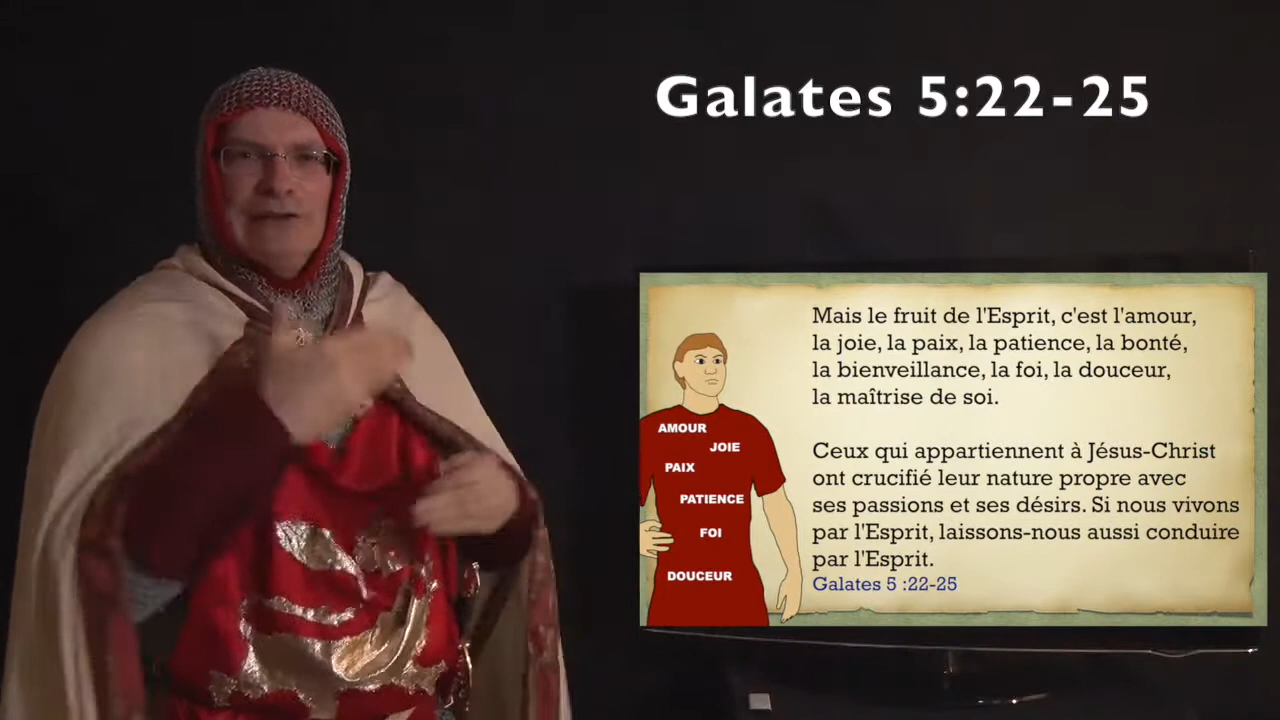 Galates 5:22-25
Mais le fruit de l'Esprit, c'est l'amour,
la joie, la paix, la patience, la bonté,
la bienveillance, la foi, la douceur,
la maîtrise de soi.
Ceux qui appartiennent à Jésus-Christ
ont crucifié leur nature propre avec
ses passions et ses désirs. Si nous vivons
par l'Esprit, laissons-nous aussi conduire
par l'Esprit.
Galates 5 :22-25
AMOUR
JOIE
PAIX
PATIENCE
FOI
DOUCEUR